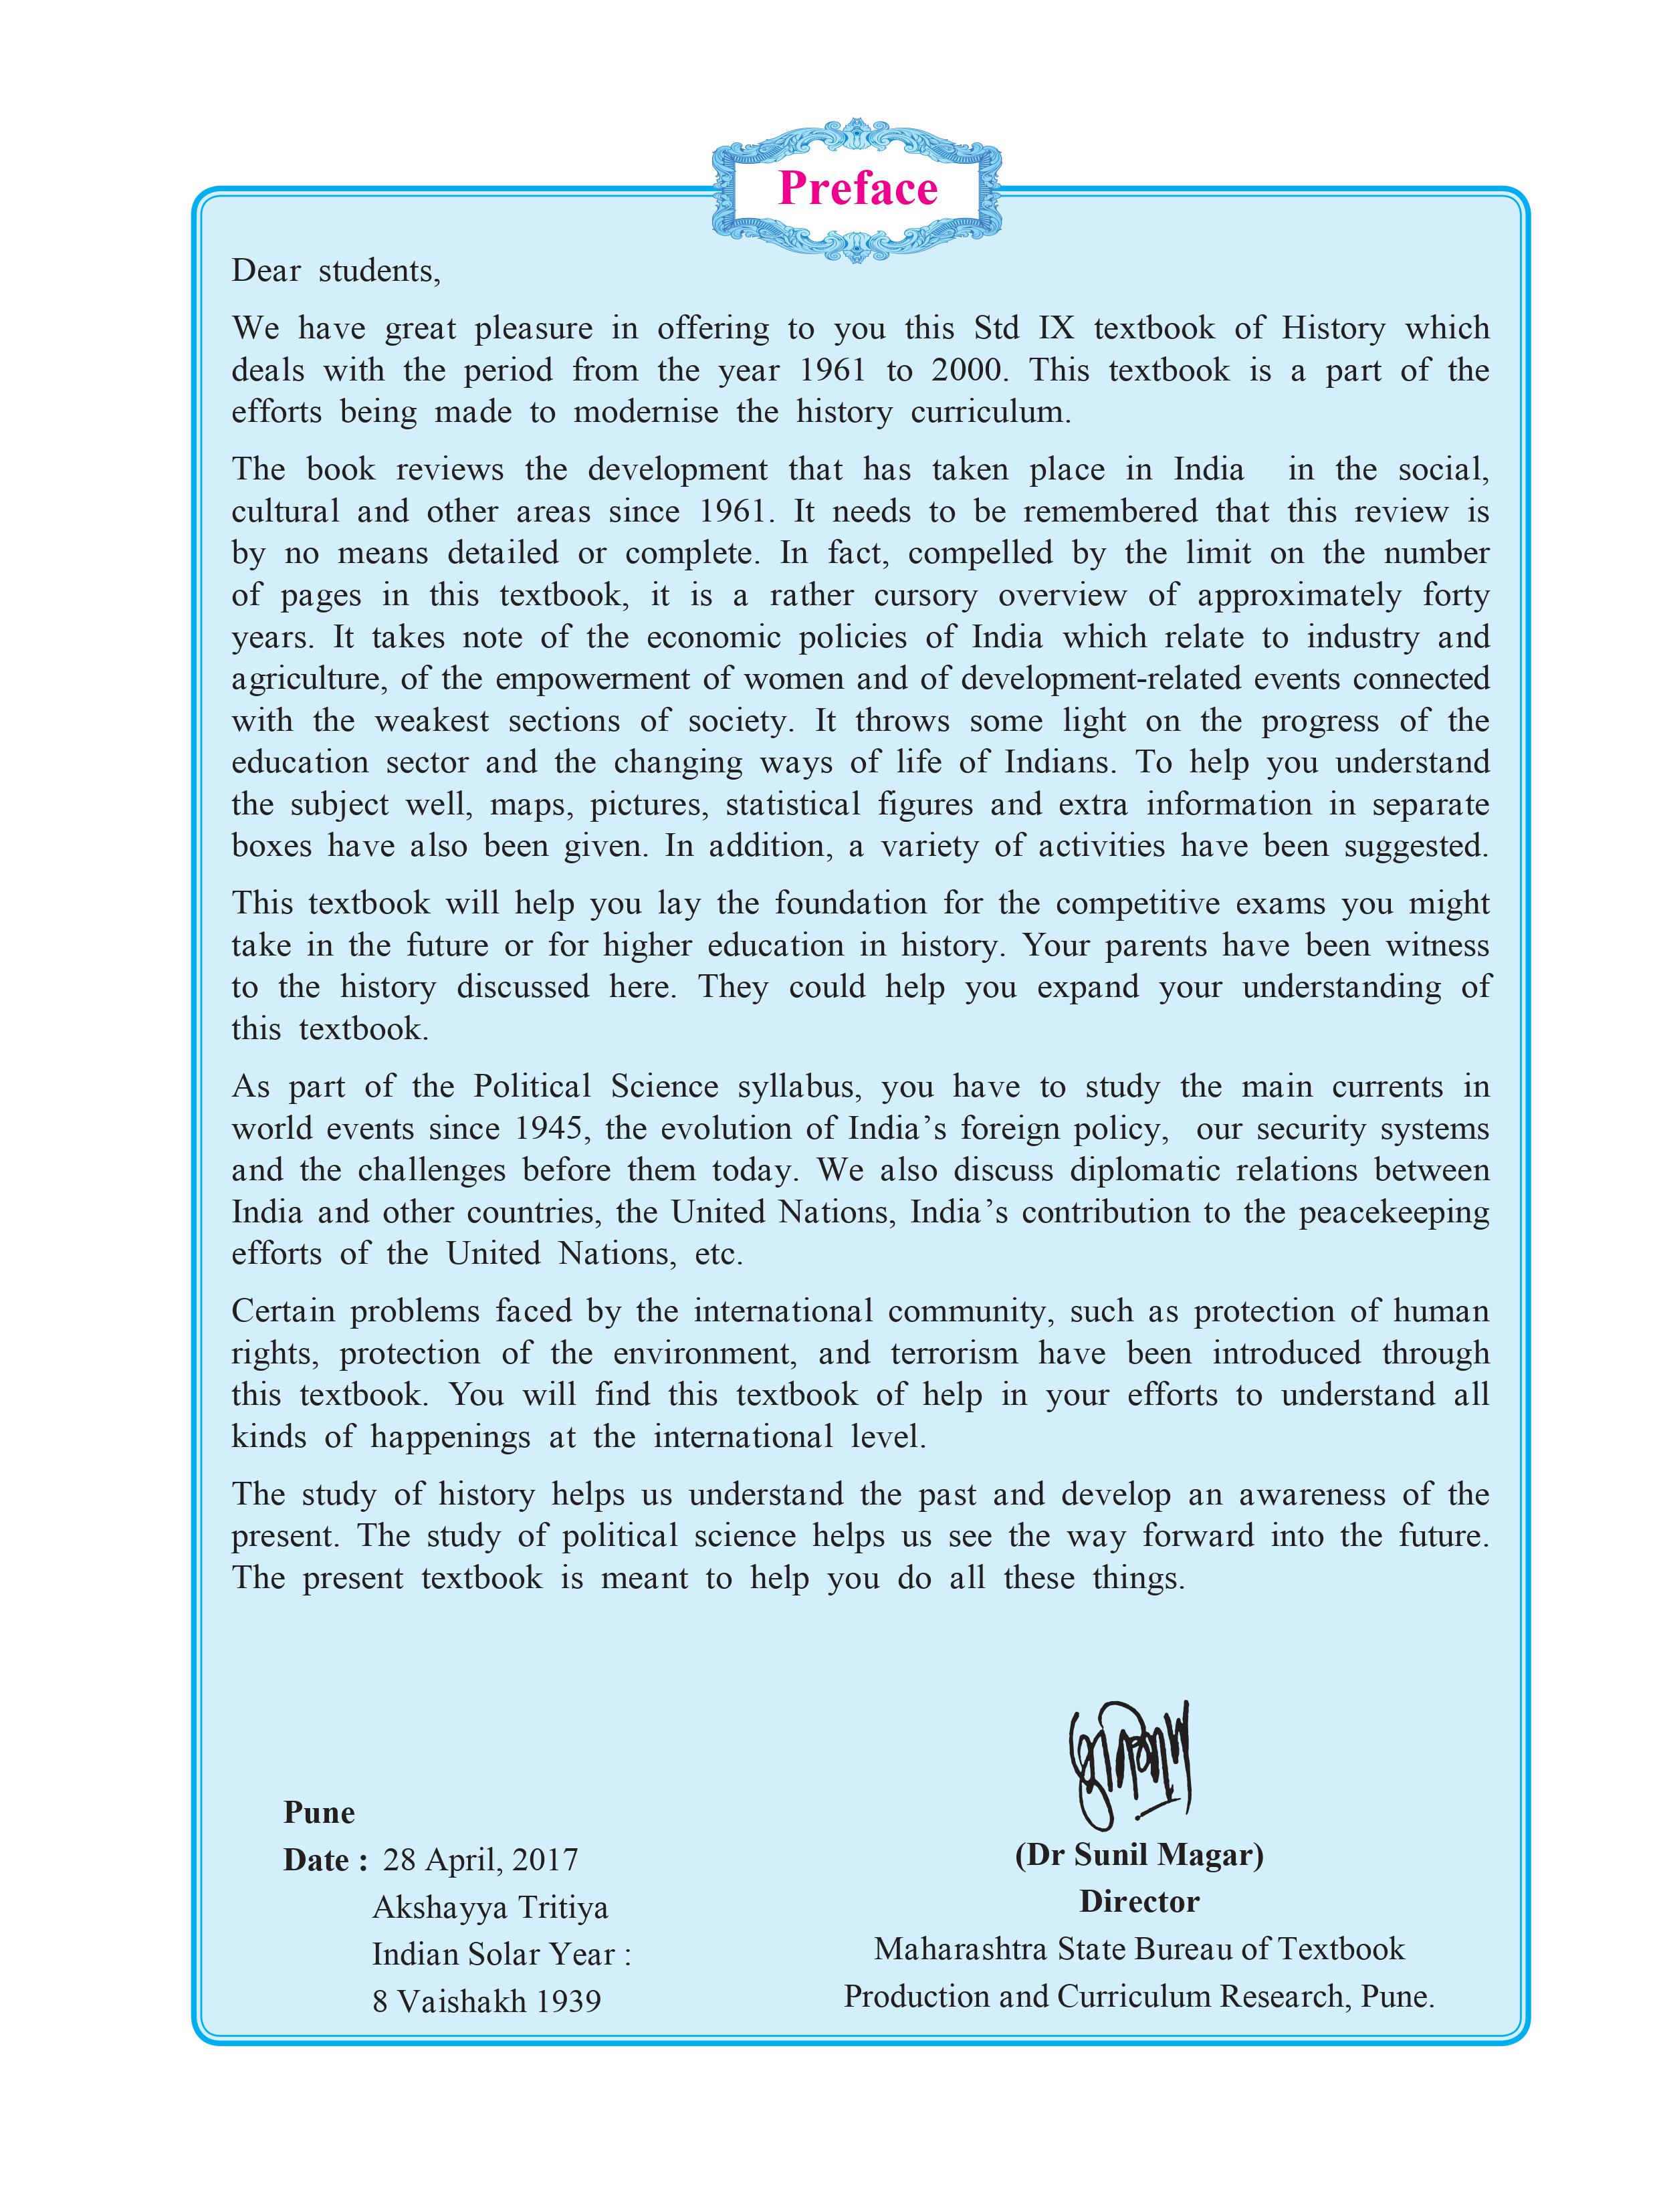 Preface
Dear students,
We have great pleasure in offering to you this Std IX textbook of History which
deals with the period from the year 1961 to 2000. This textbook is a part of the
efforts being made to modernise the history curriculum.
The book reviews the development that has taken place in India in the social,
cultural and other areas since 1961. It needs to be remembered that this review is
by no means detailed or complete. In fact, compelled by the limit on the number
of pages in this textbook, it is a rather cursory overview of approximately forty
years. It takes note of the economic policies of India which relate to industry and
agriculture, of the empowerment of women and of development-related events connected
with the weakest sections of society. It throws some light on the progress of the
education sector and the changing ways of life of Indians. To help you understand
the subject well, maps, pictures, statistical figures and extra information in separate
boxes have also been given. In addition, a variety of activities have been suggested.
This textbook will help you lay the foundation for the competitive exams you might
take in the future or for higher education in history. Your parents have been witness
to the history discussed here. They could help you expand your understanding of
this textbook.
As part of the Political Science syllabus, you have to study the main currents in
world events since 1945, the evolution of India’s foreign policy, our security systems
and the challenges before them today. We also discuss diplomatic relations between
India and other countries, the United Nations, India’s contribution to the peacekeeping
efforts of the United Nations, etc.
Certain problems faced by the international community, such as protection of human
rights, protection of the environment, and terrorism have been introduced through
this textbook. You will find this textbook of help in your efforts to understand all
kinds of happenings at the international level.
The study of history helps us understand the past and develop an awareness of the
present. The study of political science helps us see the way forward into the future.
The present textbook is meant to help you do all these things.
Pune
Date : 28 April, 2017
Akshayya Tritiya
Indian Solar Year :
8 Vaishakh 1939
(Dr Sunil Magar)
Director
Maharashtra State Bureau of Textbook
Production and Curriculum Research, Pune.